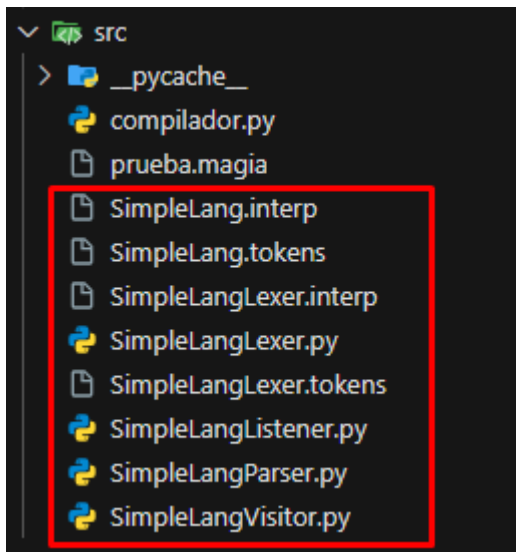 src
__pycache__
compilador.py
prueba.magia
SimpleLang.interp
SimpleLang.tokens
SimpleLangLexer.interp
SimpleLangLexer.py
SimpleLangLexer.tokens
SimpleLangListener.py
SimpleLangParser.py
SimpleLangVisitor.py